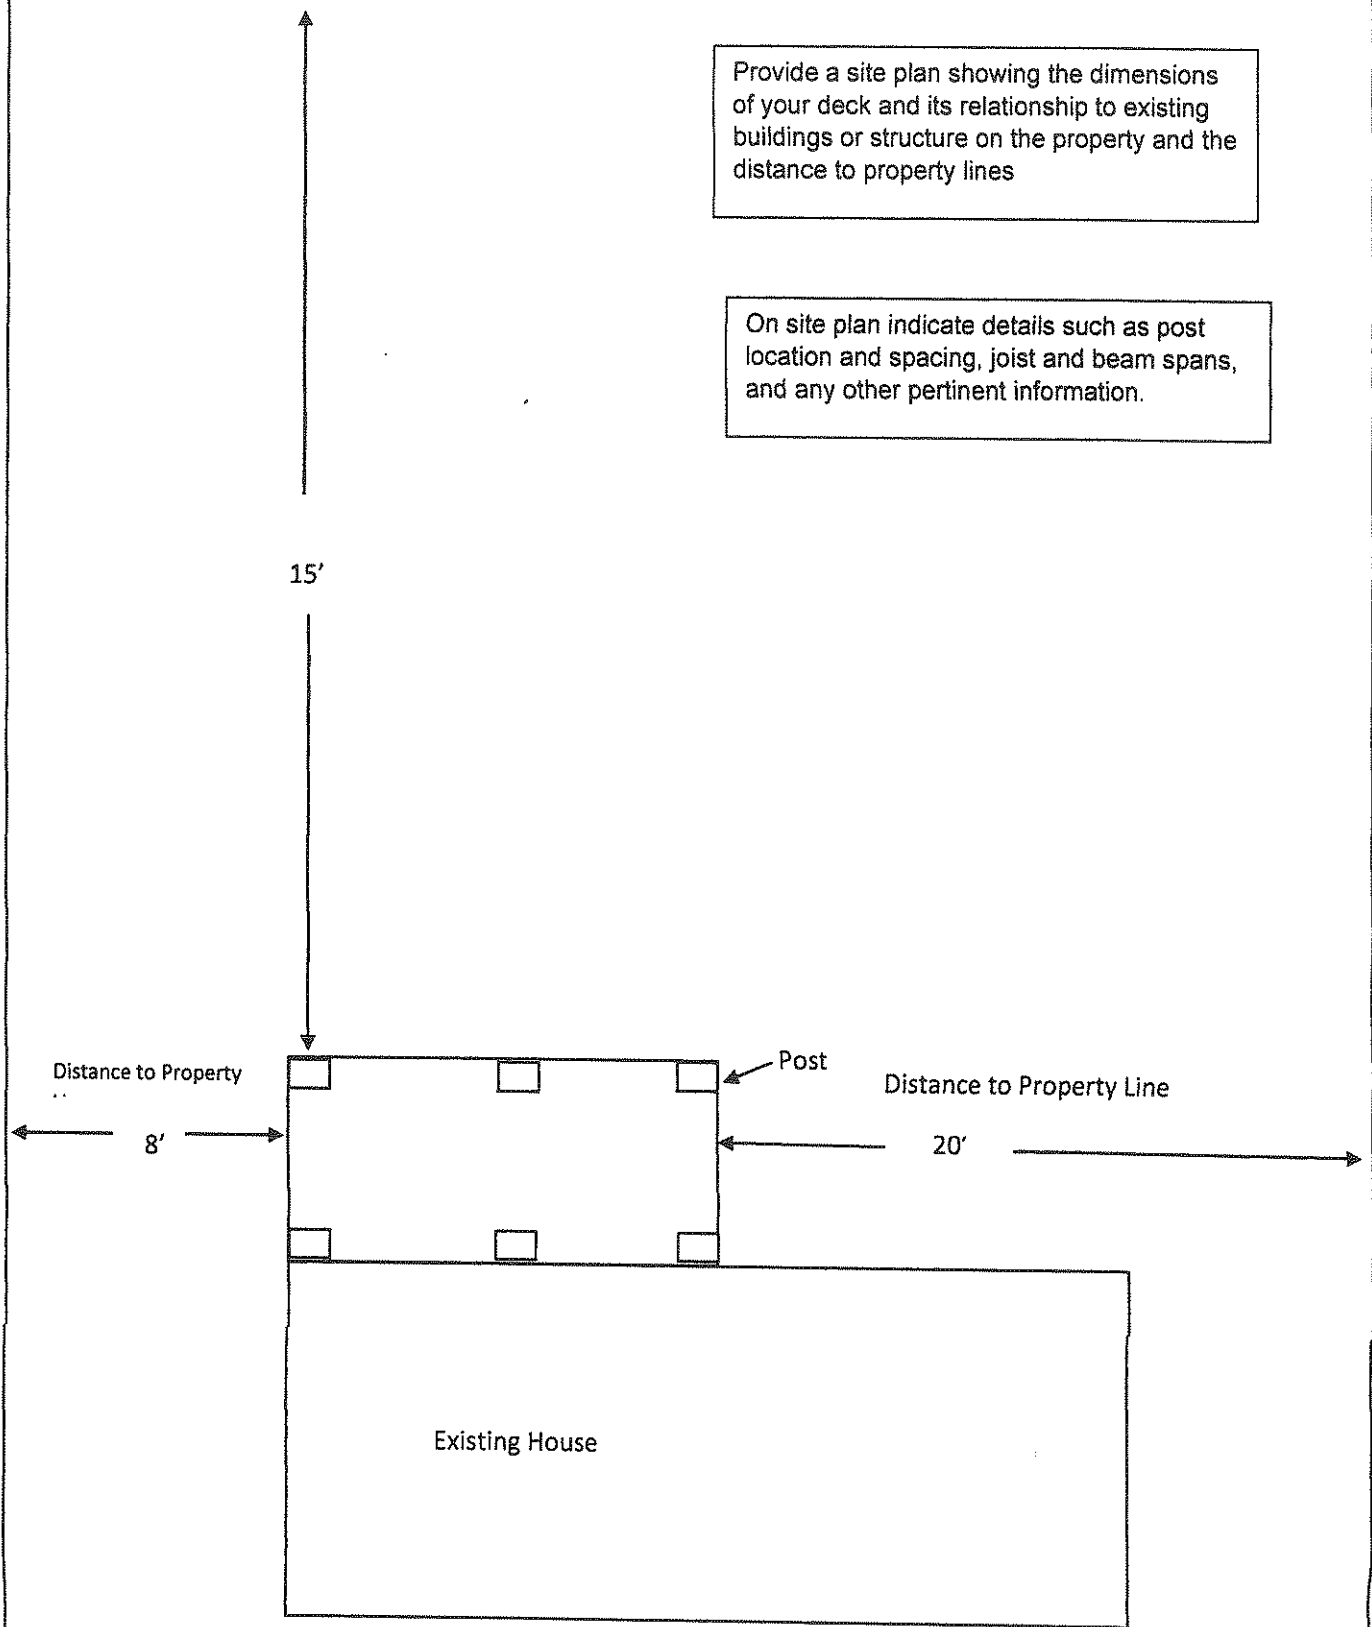 Provide a site plan showing the dimensions
of your deck and its relationship to existing
buildings or structure on the property and the
distance to property lines
On site plan indicate details such as post
location and spacing, joist and beam spans,
and any other pertinent information.
15'
Post
Distance to Property
Distance to Property Line
8'
20'
Existing House